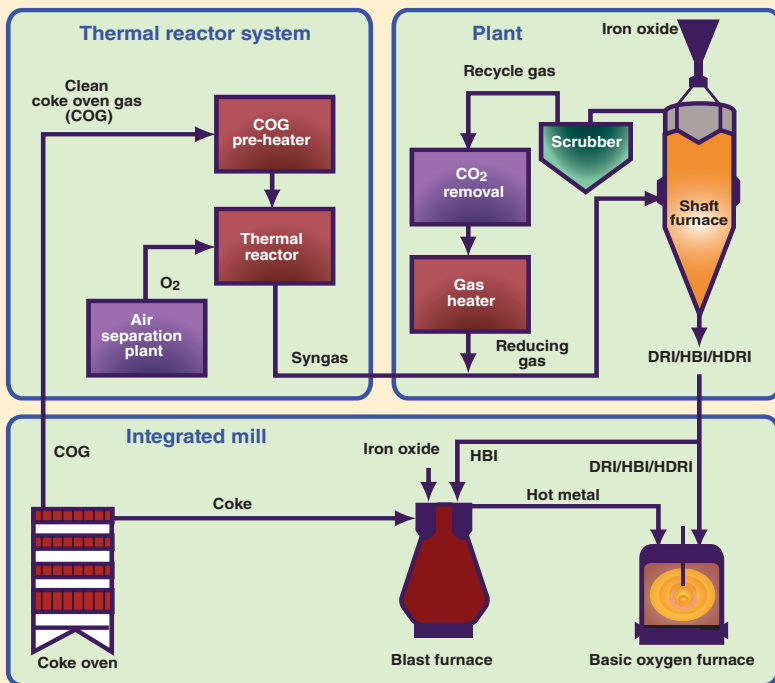 Thermal reactor system
Clean
coke oven gas
(COG)
COG
pre-heater
Thermal
reactor
O2
Air
separation
plant
Syngas
Plant
Iron oxide
Recycle gas
Scrubber
CO2
removal
Shaft
furnace
Gas
heater
Reducing
gas
DRI/HBI/HDRI
Integrated mill
COG
Iron oxide
HBI
DRI/HBI/HDRI
Coke
Hot metal
Coke oven
Blast furnace
Basic oxygen furnace